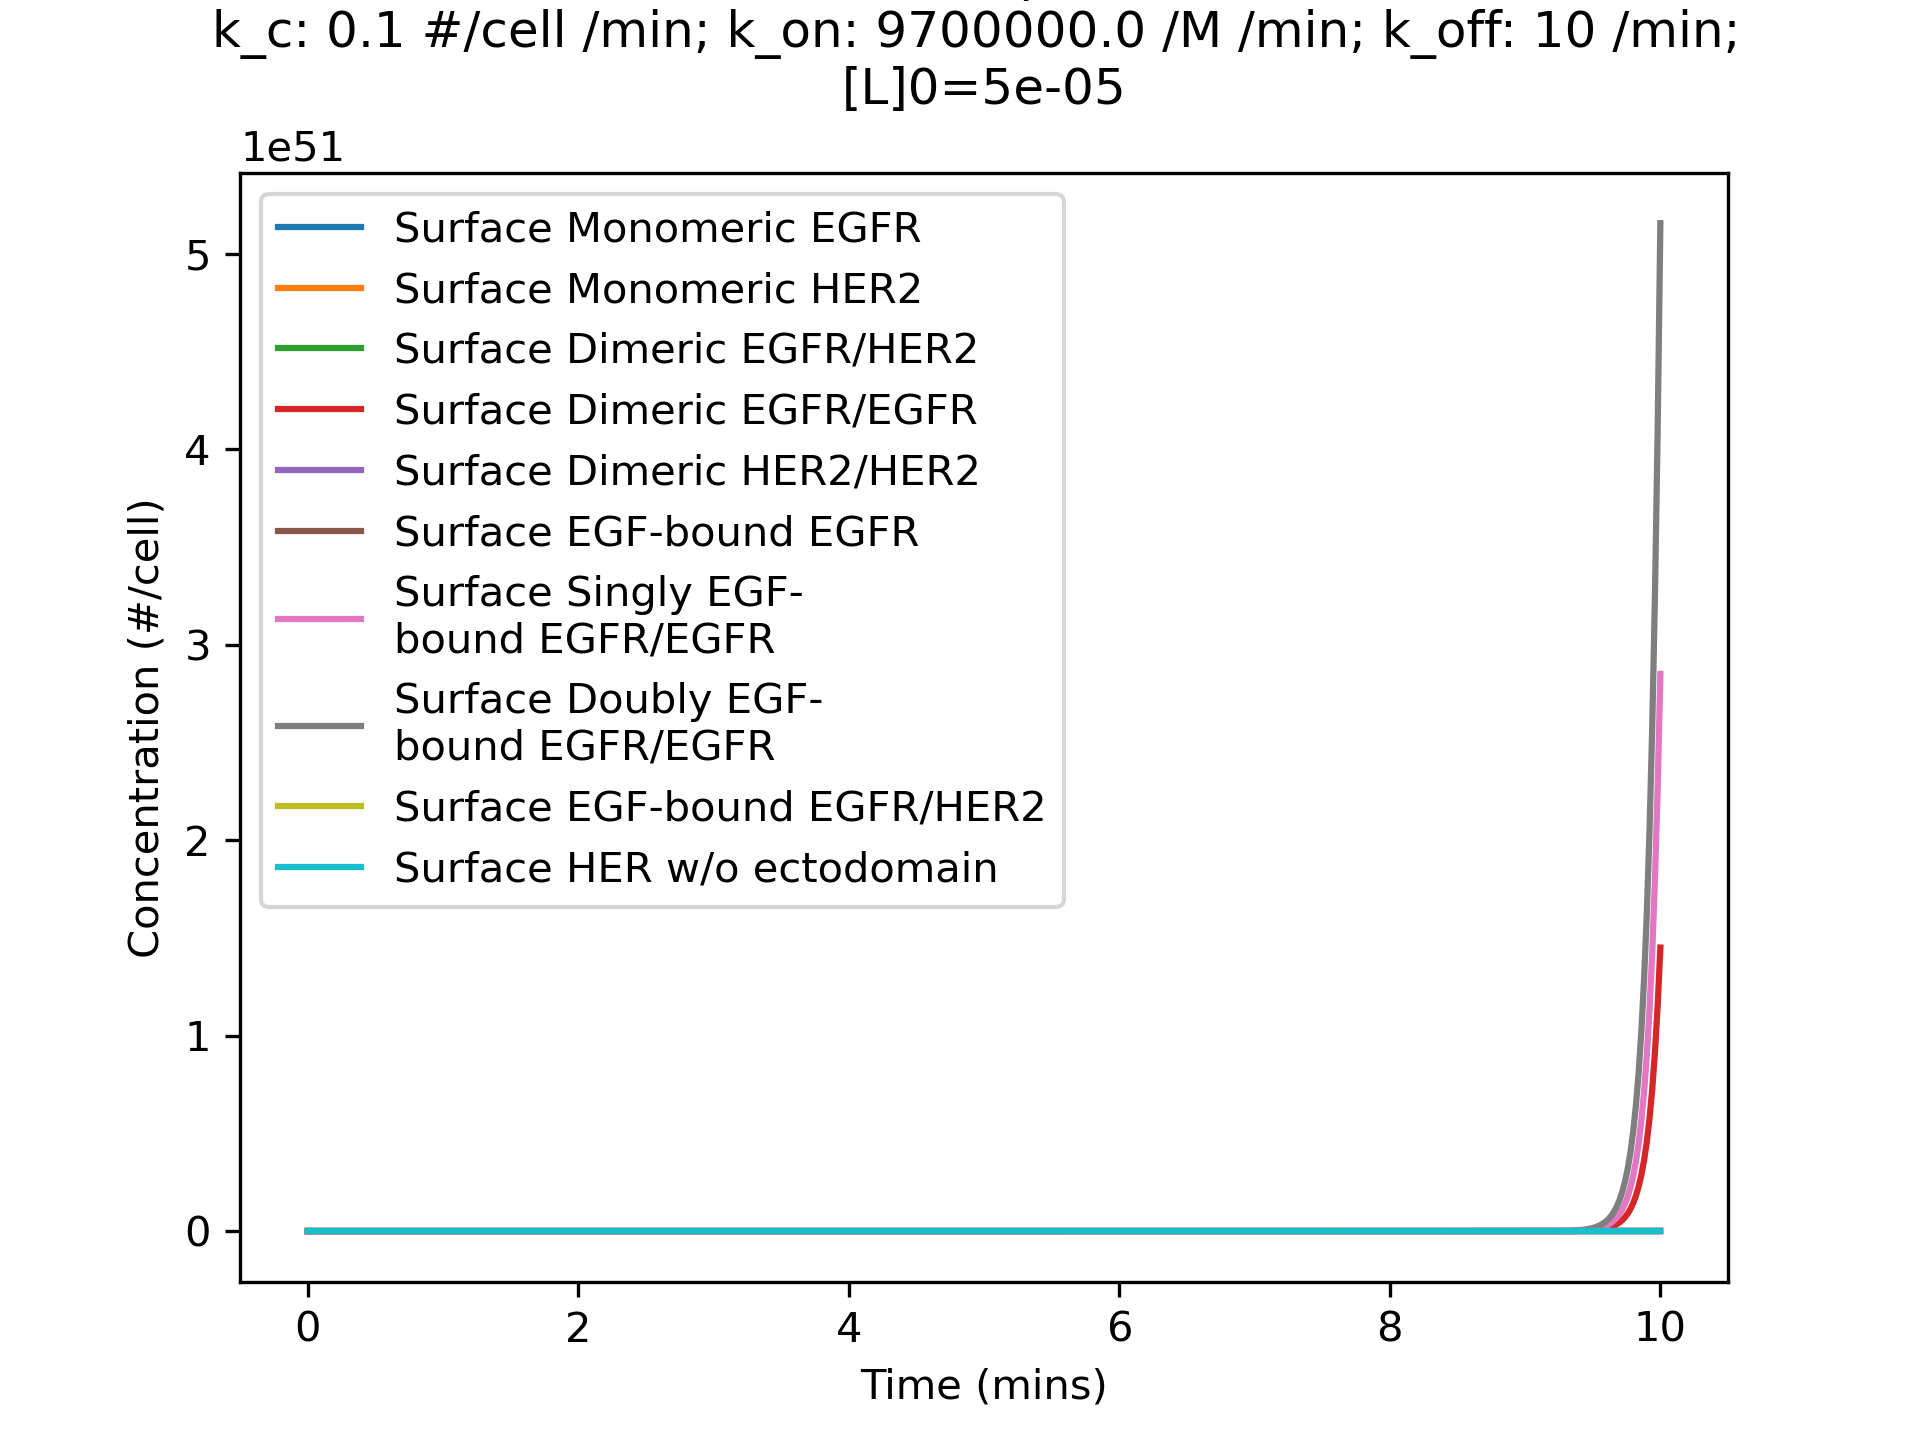 k_c: 0.1 #/cell /min; k_on: 9700000.0 /M /min; k_off: 10 /min;
[L]0=5e-05
1e51
Surface Monomeric EGFR
Surface Monomeric HER2
Surface Dimeric EGFR/HER2
Surface Dimeric EGFR/EGFR
Surface Dimeric HER2/HER2
Surface EGF-bound EGFR
Surface Singly EGF-
bound EGFR/EGFR
Surface Doubly EGF-
bound EGFR/EGFR
Surface EGF-bound EGFR/HER2
Surface HER w/o ectodomain
Concentration (#/cell)
5
4
3
2
1
0
0 2 4 6 8 10
Time (mins)